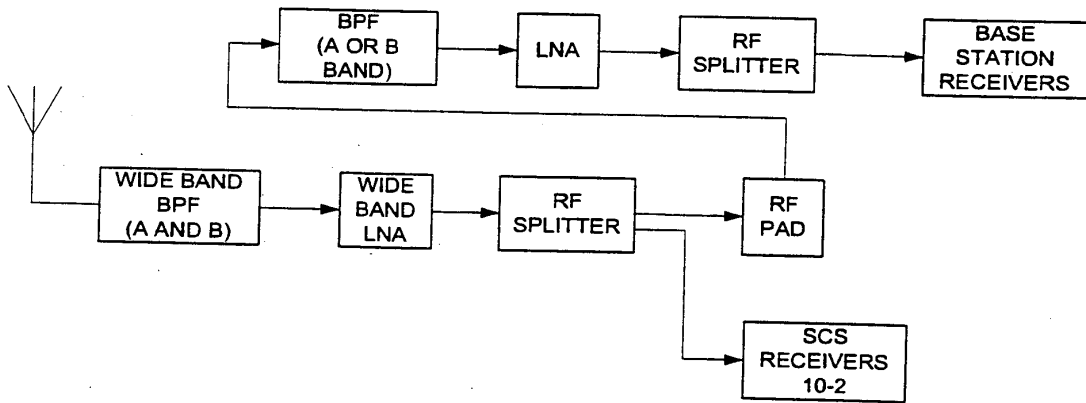 BPF
(A OR B
BAND)
LNA
RF
SPLITTER
BASE
STATION
RECEIVERS
WIDE BAND
BPF
(A AND B)
WIDE
BAND
LNA
RF
SPLITTER
RF
PAD
SCS
RECEIVERS
10-2